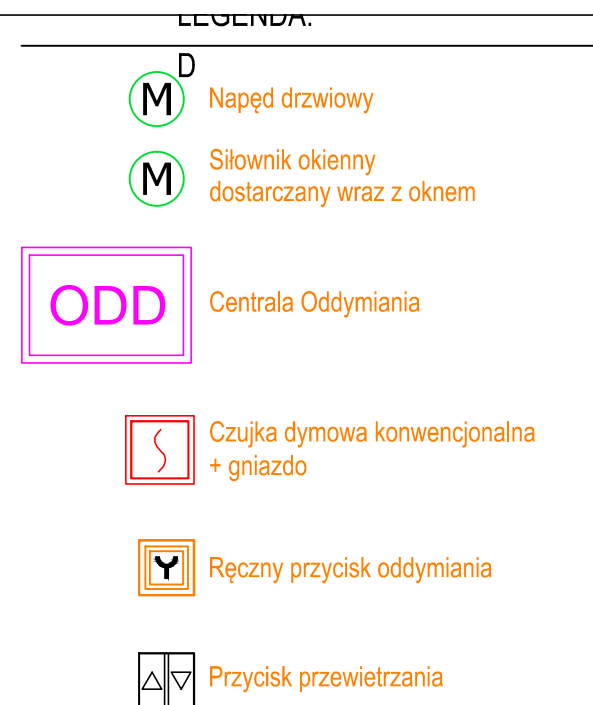 LEGENDA:
D
M
Napęd drzwiowy
M
Siłownik okienny
dostarczany wraz z oknem
ODD
Centrala Oddymiania
Czujka dymowa konwencjonalna
+ gniazdo
Ręczny przycisk oddymiania
Przycisk przewietrzania